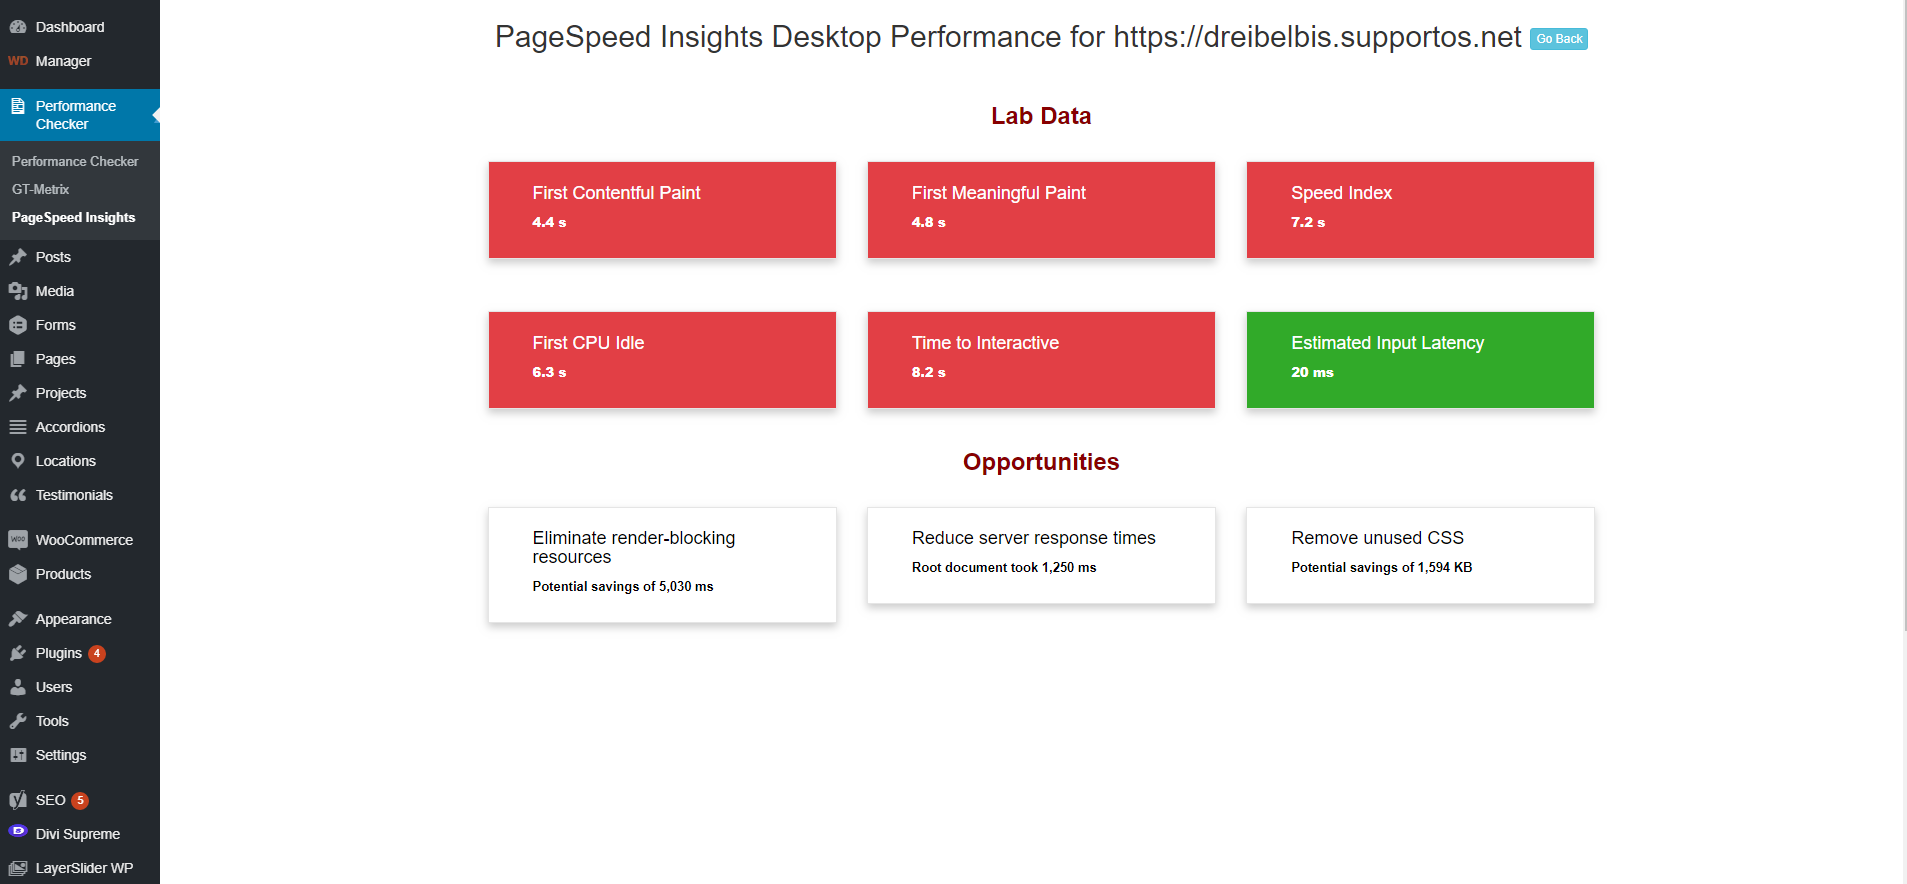 Dashboard
WD Manager
Performance
Checker
Performance Checker
GT-Metrix
PageSpeed Insights
Posts
Media
Forms
Pages
Projects
Accordions
Locations
Testimonials
WOO WooCommerce
Products
Appearance
Plugins 4
Users
Tools
Settings
SEO 5
D Divi Supreme
LayerSlider WP
PageSpeed Insights Desktop Performance for https://dreibelbis.supportos.net Go Back
Lab Data
First Contentful Paint
4.4 s
First Meaningful Paint
4.8 s
Speed Index
7.2 s
First CPU Idle
6.3 s
Time to Interactive
8.2 s
Estimated Input Latency
20 ms
Opportunities
Eliminate render-blocking
resources
Potential savings of 5,030 ms
Reduce server response times
Root document took 1,250 ms
Remove unused CSS
Potential savings of 1,594 KB